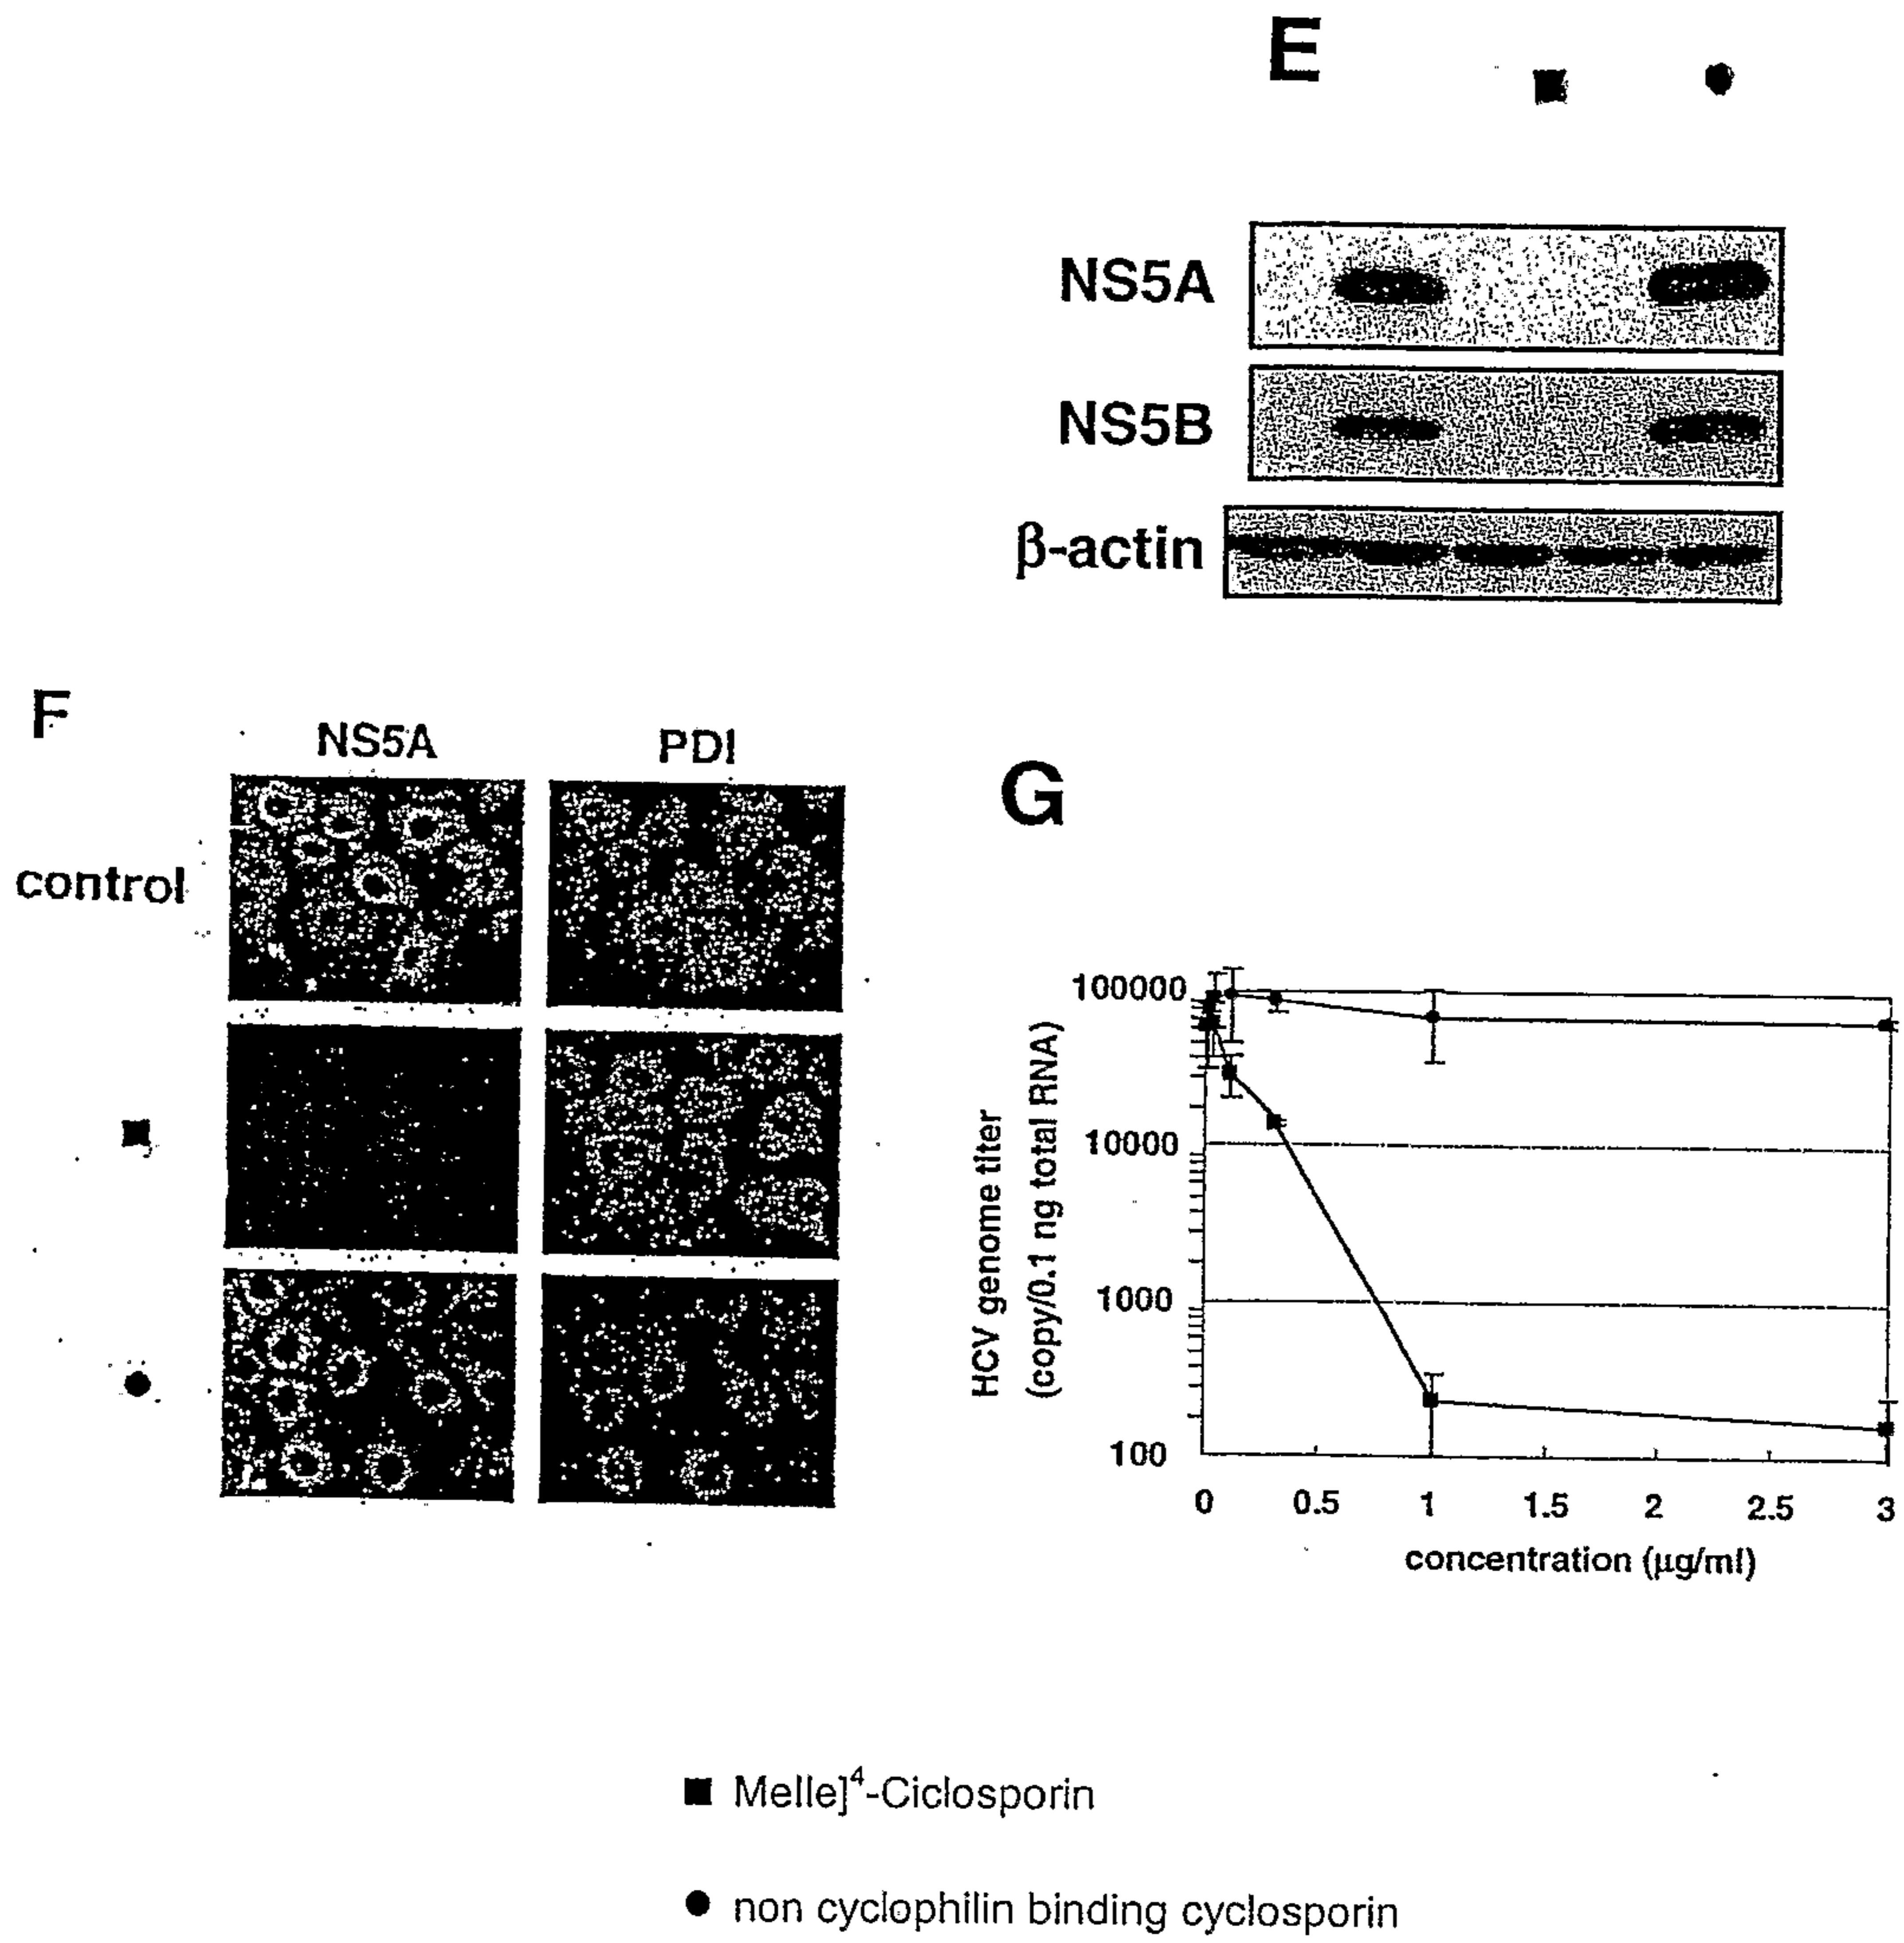 E
NS5A
NS5B
β-actin
F
NS5A
PDI
control
G
HCV genome titer
(copy/0.1 ng total RNA)
100000
10000
1000
100
0 0.5 1 1.5 2 2.5 3
concentration (μg/ml)
MeIle]⁴-Ciclosporin
non cyclophilin binding cyclosporin